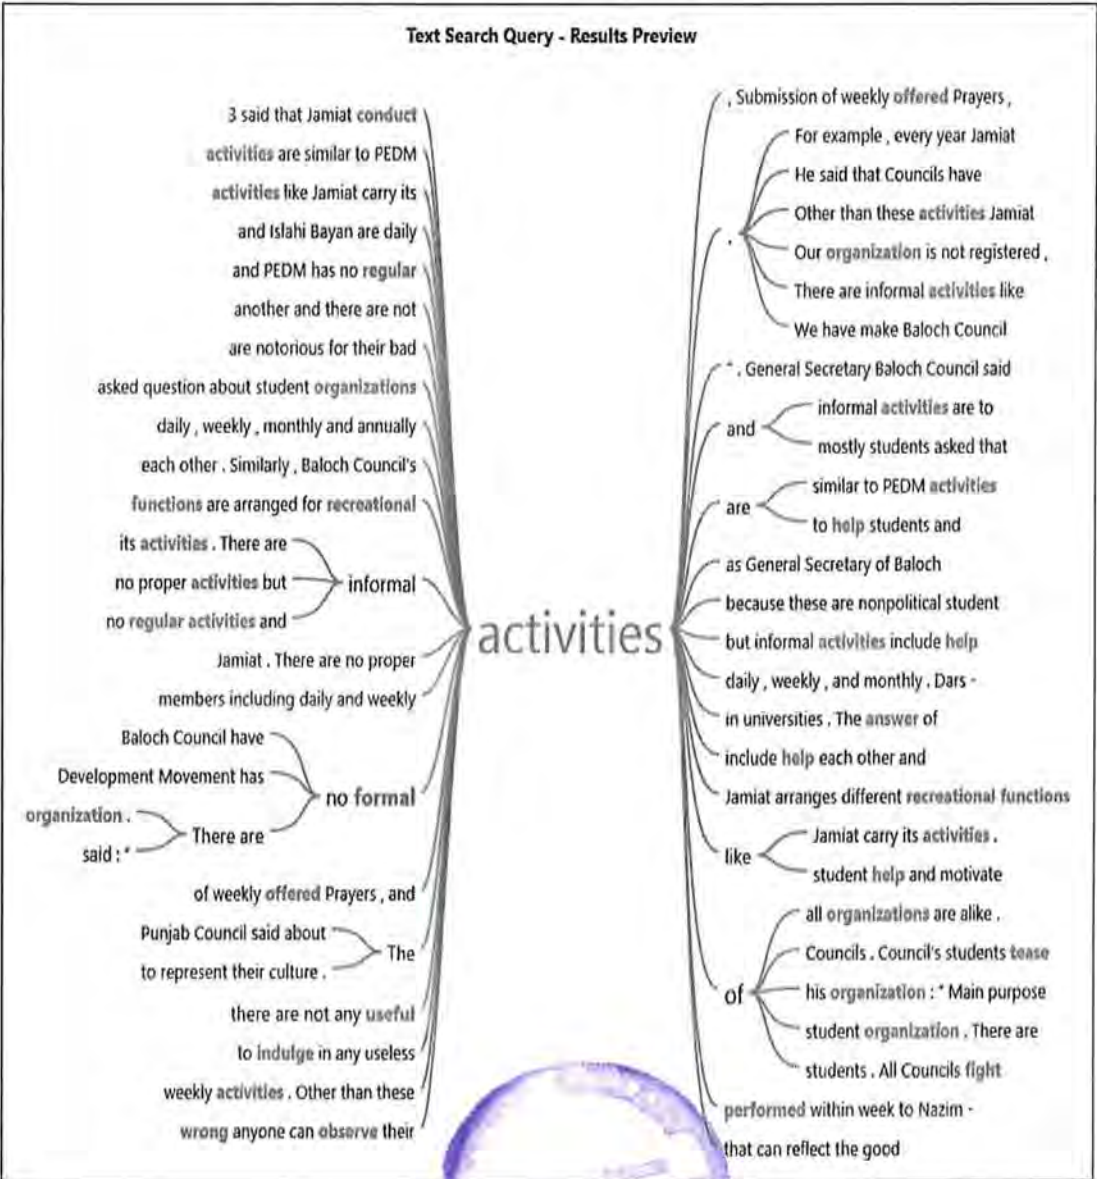 Text Search Query - Results Preview
3 said that Jamiat conduct
activities are similar to PEDM
activities like Jamiat carry its
and Islahi Bayan are daily
and PEDM has no regular
another and there are not
are notorious for their bad
asked question about student organizations
daily , weekly , monthly and annually
each other . Similarly , Baloch Council's
functions are arranged for recreational
its activities . There are
no proper activities but
no regular activities and
informal
Jamiat . There are no proper
members including daily and weekly
Baloch Council have
Development Movement has
organization .
said : "
There are
no formal
of weekly offered Prayers , and
Punjab Council said about
to represent their culture .
The
there are not any useful
to indulge in any useless
weekly activities . Other than these
wrong anyone can observe their
activities
, Submission of weekly offered Prayers ,
.
For example , every year Jamiat
He said that Councils have
Other than these activities Jamiat
Our organization is not registered ,
There are informal activities like
We have make Baloch Council
" . General Secretary Baloch Council said
and
informal activities are to
mostly students asked that
are
similar to PEDM activities
to help students and
as General Secretary of Baloch
because these are nonpolitical student
but informal activities include help
daily , weekly , and monthly . Dars -
in universities . The answer of
include help each other and
Jamiat arranges different recreational functions
like
Jamiat carry its activities .
student help and motivate
of
all organizations are alike .
Councils . Council's students tease
his organization : " Main purpose
student organization . There are
students . All Councils fight
performed within week to Nazim -
that can reflect the good